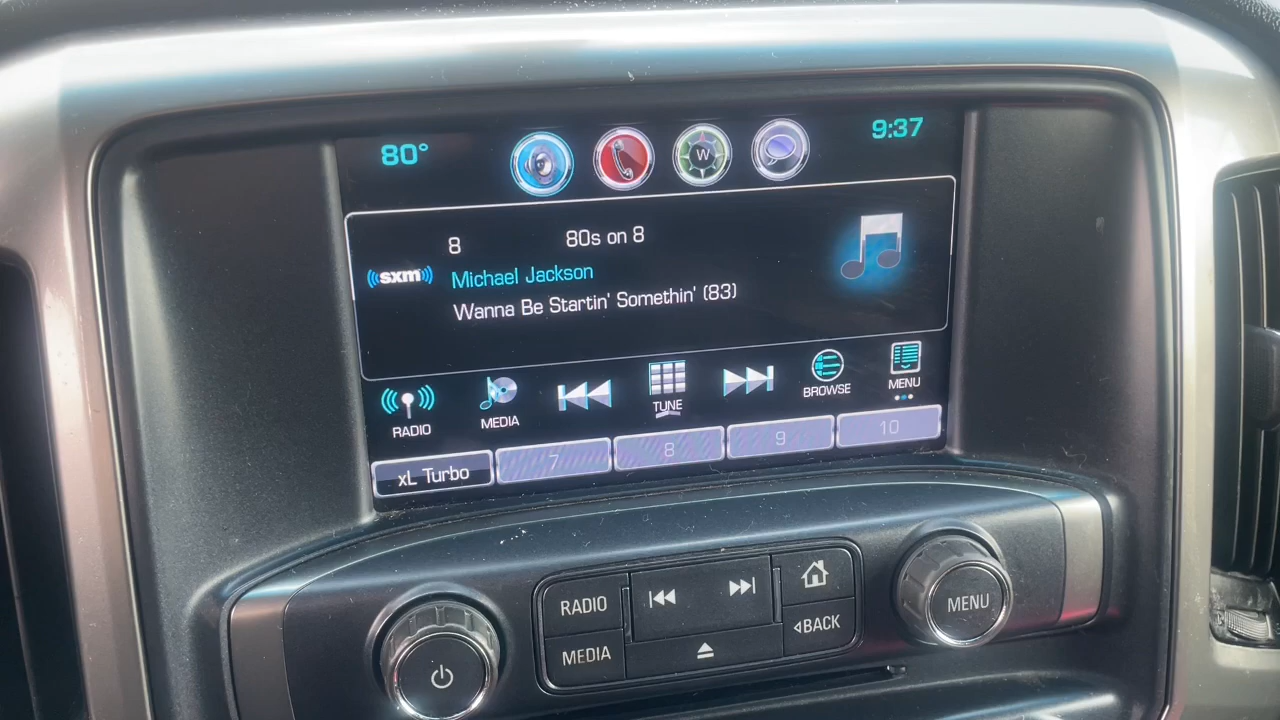 80°
W
9:37
8 80s on 8
sxm
Michael Jackson
Wanna Be Startin' Somethin' (83)
RADIO MEDIA TUNE BROWSE MENU
xL Turbo 7 8 9 10
RADIO
MEDIA
BACK
MENU